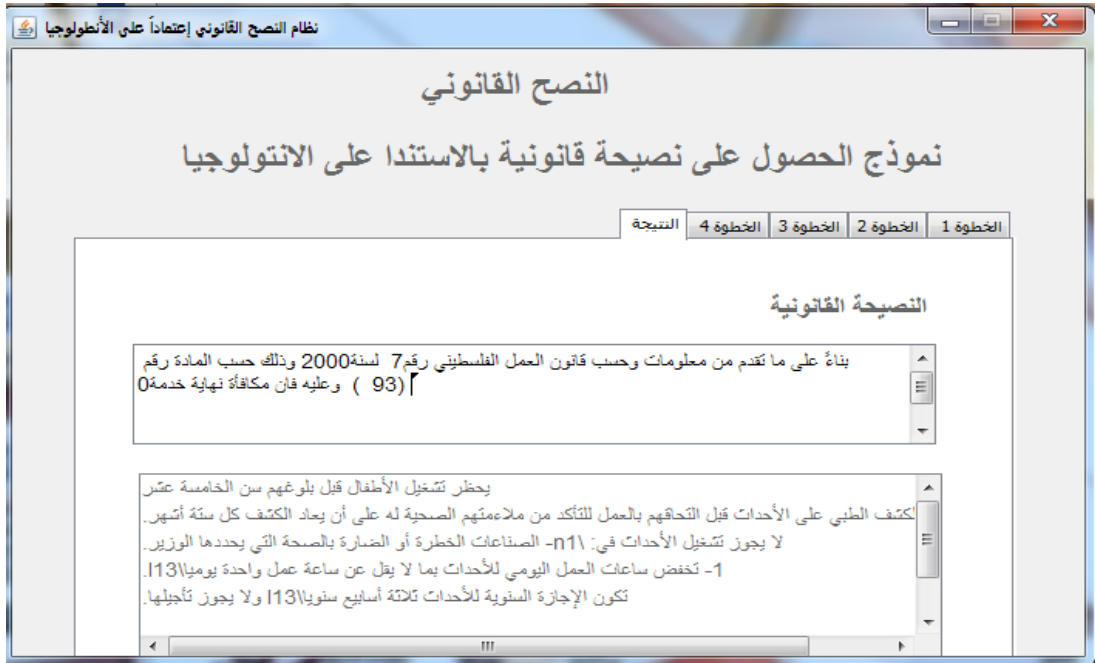 نظام النصح القانوني إعتماداً على الأنطولوجيا
النصح القانوني
نموذج الحصول على نصيحة قانونية بالاستندا على الانتولوجيا
الخطوة 1 الخطوة 2 الخطوة 3 الخطوة 4 النتيجة
النصيحة القانونية
بناءً على ما تقدم من معلومات وحسب قانون العمل الفلسطيني رقم7 لسنة2000 وذلك حسب المادة رقم
(93 ) وعليه فان مكافأة نهاية خدمة0
يحظر تشغيل الأطفال قبل بلوغهم سن الخامسة عشر
لكشف الطبي على الأحداث قبل التحاقهم بالعمل للتأكد من ملاءمتهم الصحية له على أن يعاد الكشف كل ستة أشهر.
لا يجوز تشغيل الأحداث في: \n1- الصناعات الخطرة أو الضارة بالصحة التي يحددها الوزير.
1- تخفض ساعات العمل اليومي للأحداث بما لا يقل عن ساعة عمل واحدة يوميا\l13.
تكون الإجازة السنوية للأحداث ثلاثة أسابيع سنويا\l13 ولا يجوز تأجيلها.